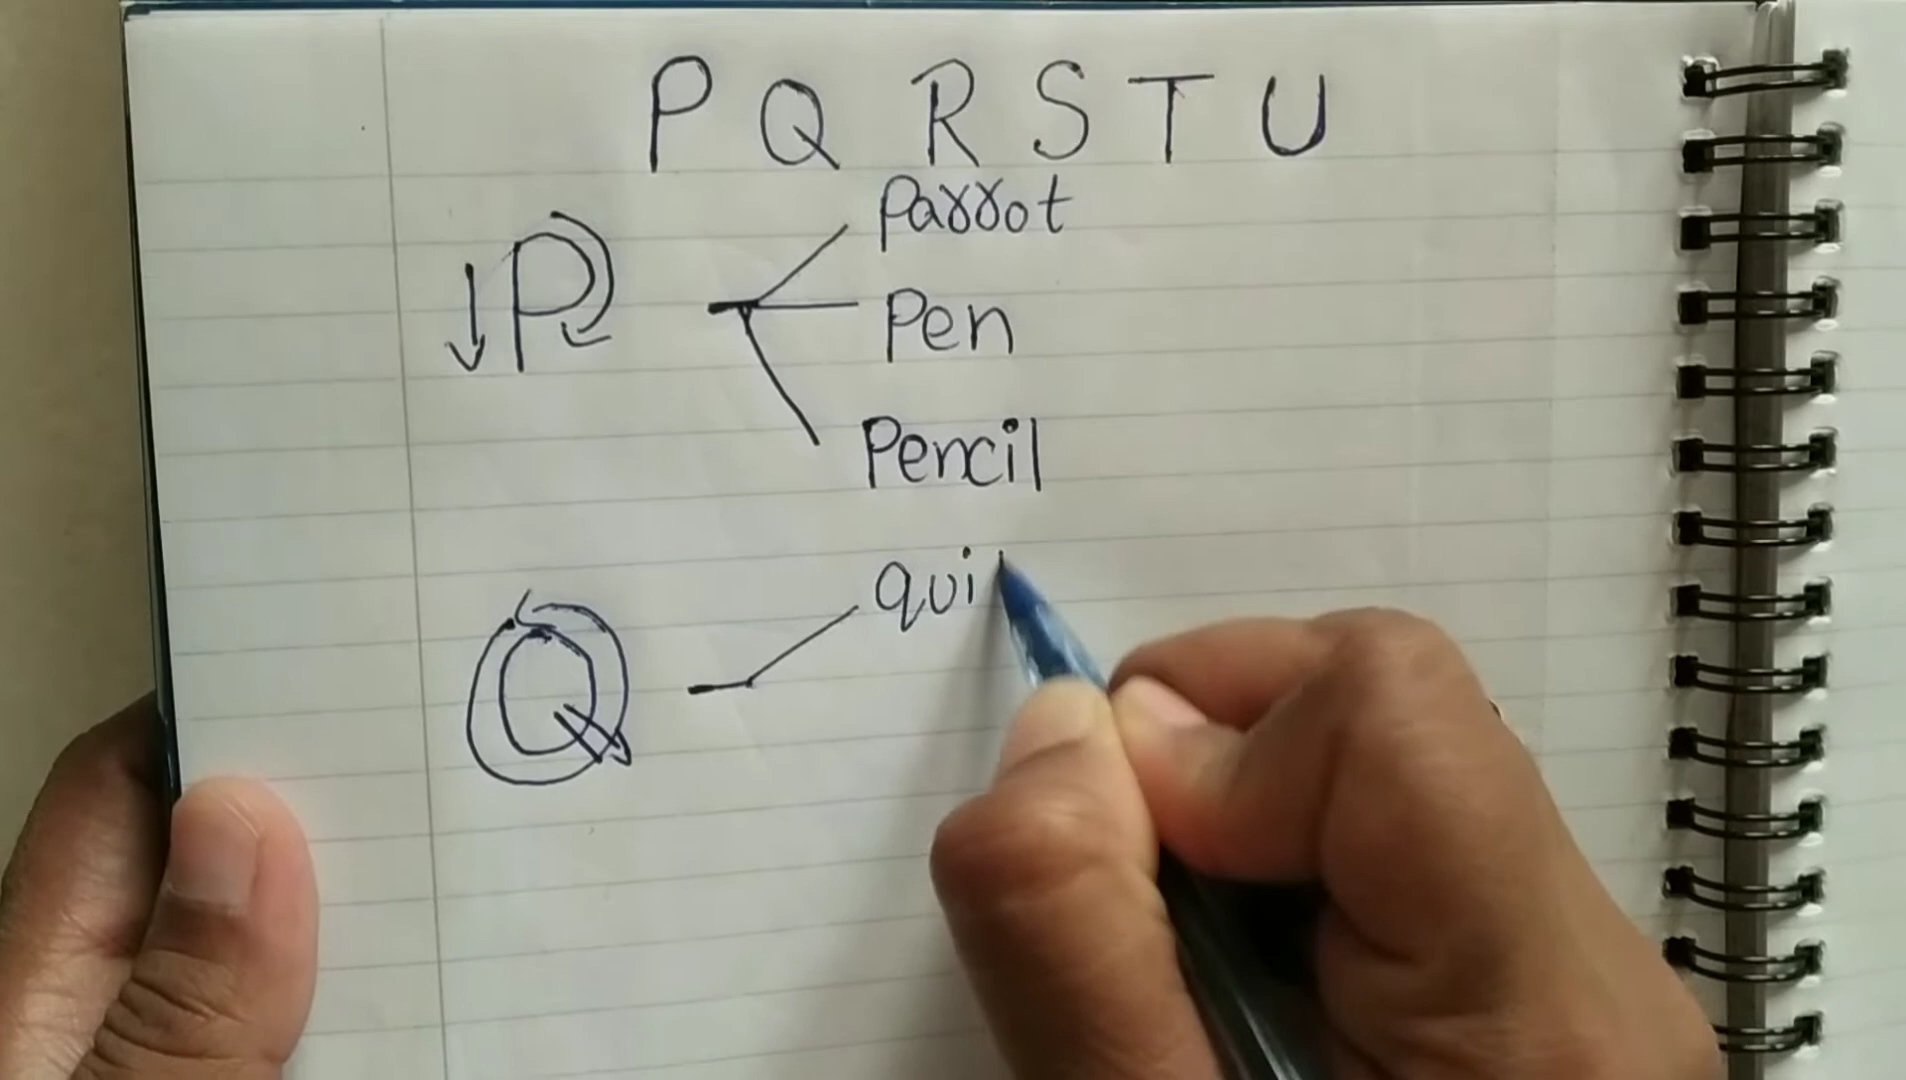 P Q R S T U
Parrot
P
Pen
Pencil
qui
Q